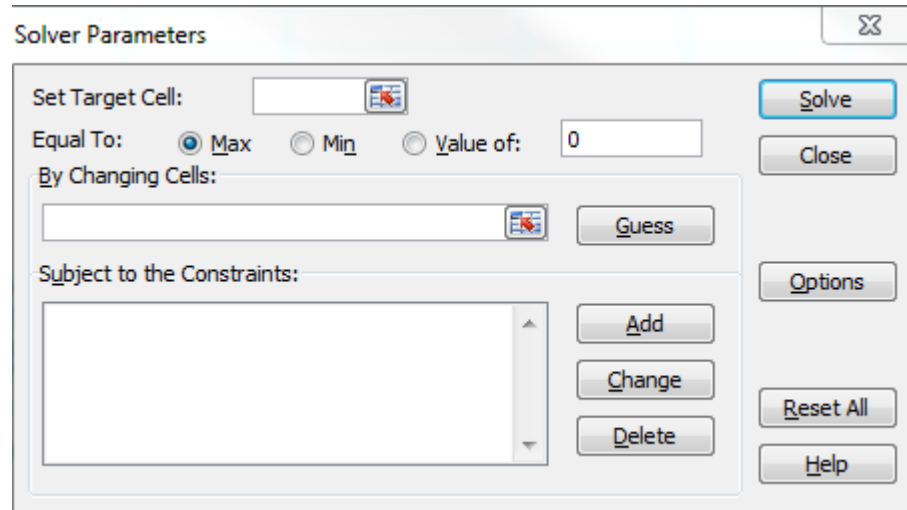 Solver Parameters
Set Target Cell:
Solve
Equal To: Max Min Value of: 0
Close
By Changing Cells:
Guess
Subject to the Constraints:
Options
Add
Change
Reset All
Delete
Help